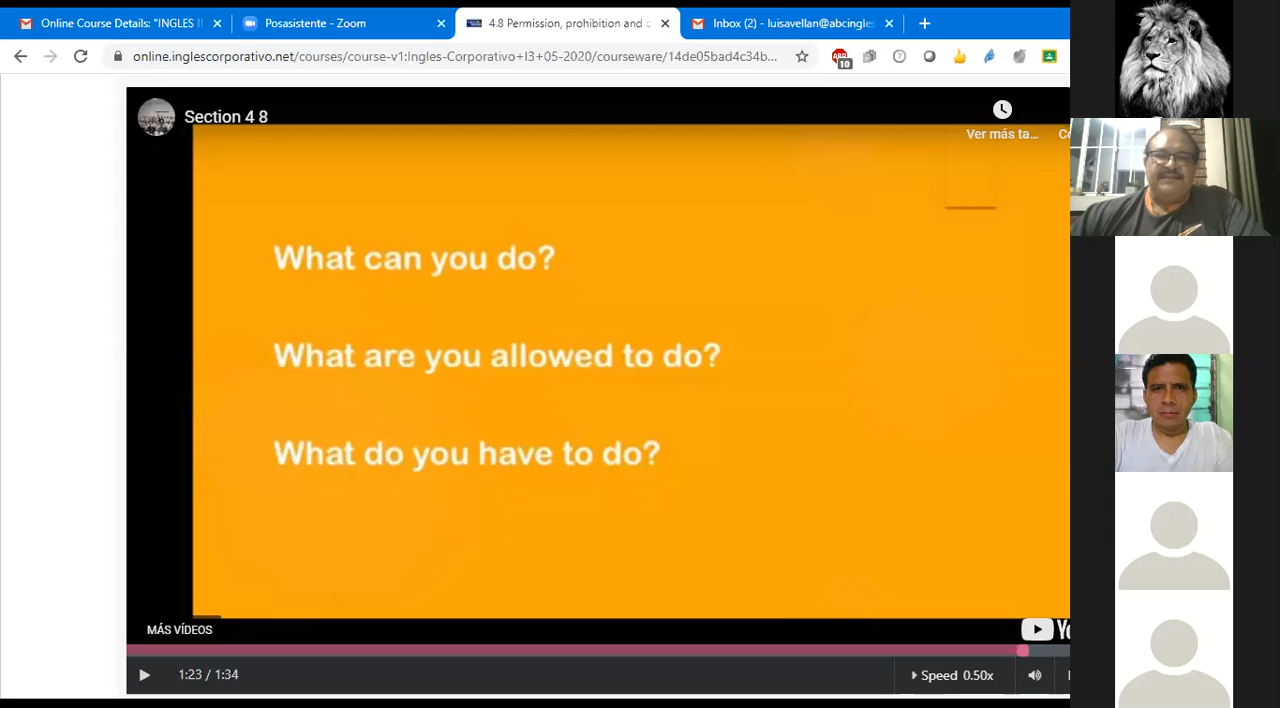 Online Course Details: "INGLES I
Posasistente - Zoom
4.8 Permission, prohibition and
Inbox (2) - luisavellan@abcingles
online.inglescorporativo.net/courses/course-v1:Ingles-Corporativo+I3+05-2020/courseware/14de05bad4c34b...
10
Section 4 8
Ver más ta...
What can you do?
What are you allowed to do?
What do you have to do?
MÁS VÍDEOS
1:23 / 1:34
Speed 0.50x